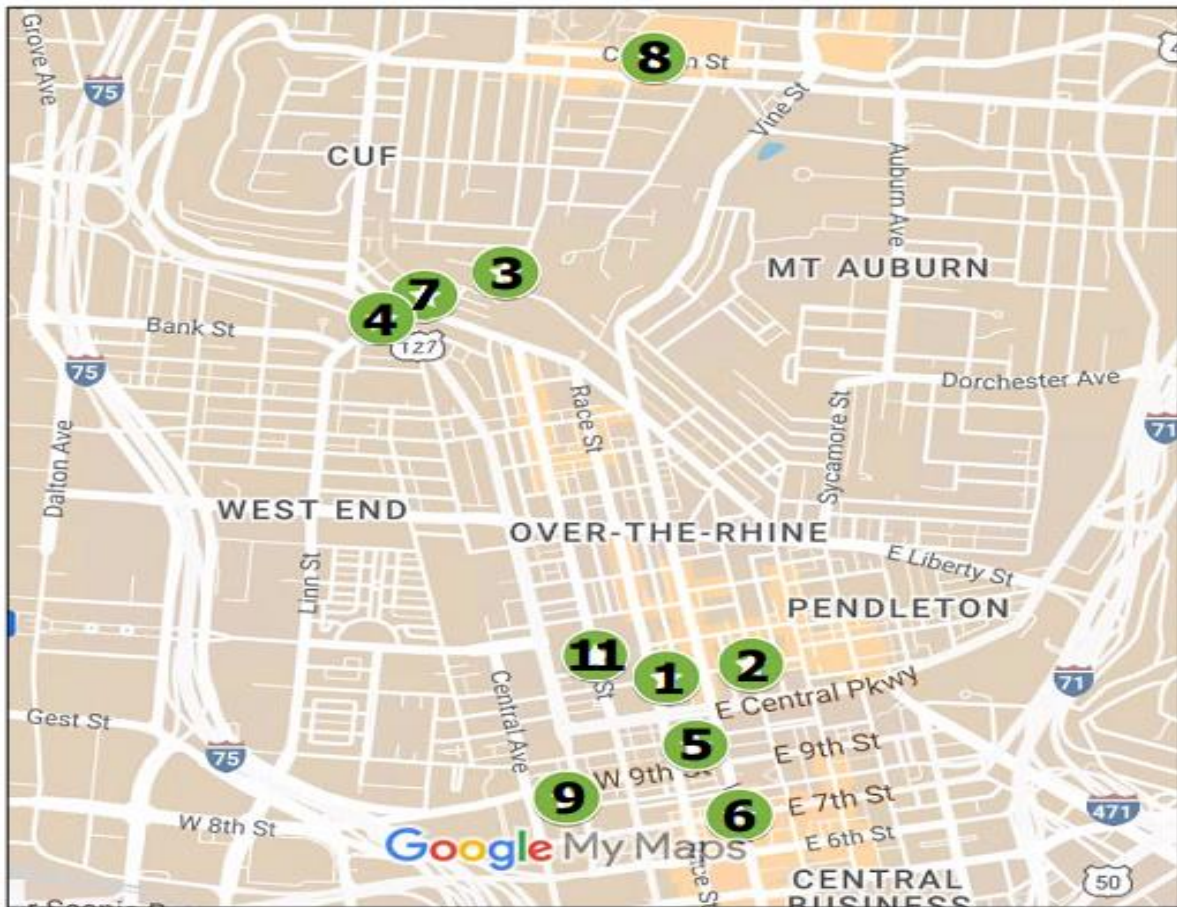 Grove Ave
75
8
C
n St
4
Vine St
CUF
Auburn Ave
3
MT AUBURN
7
4
127
Bank St
75
Dorchester Ave
Race St
Sycamore St
71
Dalton Ave
WEST END
OVER-THE-RHINE
E Liberty St
Linn St
PENDLETON
11
St
1
2
E Central Pkwy
71
Central Ave
Gest St
5
E 9th St
75
W 9th St
9
6
E 7th St
471
W 8th St
E 6th St
Google My Maps
CENTRAL
BUSINESS
50